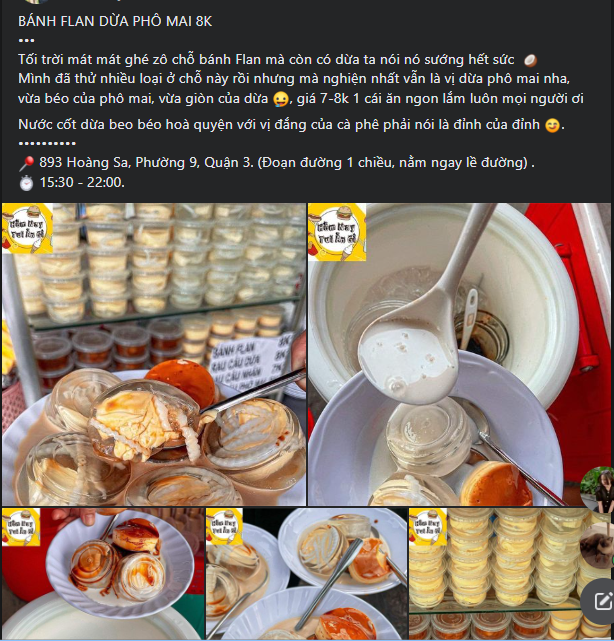 BÁNH FLAN DỪA PHÔ MAI 8K
•••
Tối trời mát mát ghé zô chỗ bánh Flan mà còn có dừa ta nói nó sướng hết sức 🥥
Mình đã thử nhiều loại ở chỗ này rồi nhưng mà nghiện nhất vẫn là vị dừa phô mai nha,
vừa béo của phô mai, vừa giòn của dừa 😜, giá 7-8k 1 cái ăn ngon lắm luôn mọi người ơi
Nước cốt dừa beo béo hoà quyện với vị đắng của cà phê phải nói là đỉnh của đỉnh 😋.
••••••••••
📍 893 Hoàng Sa, Phường 9, Quận 3. (Đoạn đường 1 chiều, nằm ngay lề đường) .
⏱ 15:30 - 22:00.
Hôm Nay
Tui Ăn Gì
Hôm Nay
Tui Ăn Gì
BÁNH FLAN 8K
RAU CÂU DỪA 8K
CÂU NHÃN
Hôm Nay
Tui Ăn Gì
Hôm Nay
Tui Ăn Gì
Hôm Nay
Tui Ăn Gì